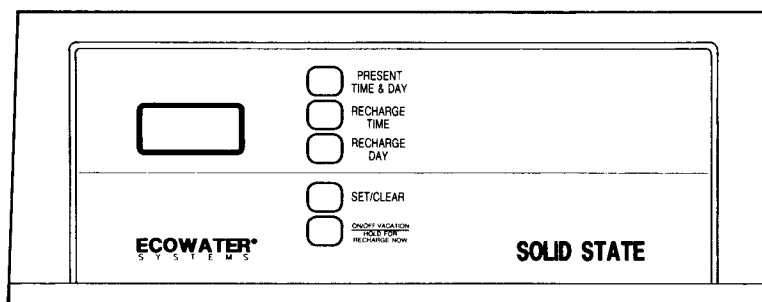 PRESENT
TIME & DAY
RECHARGE
TIME
RECHARGE
DAY
SET/CLEAR
ON/OFF VACATION
HOLD FOR
RECHARGE NOW
ECOWATER®
SYSTEMS
SOLID STATE